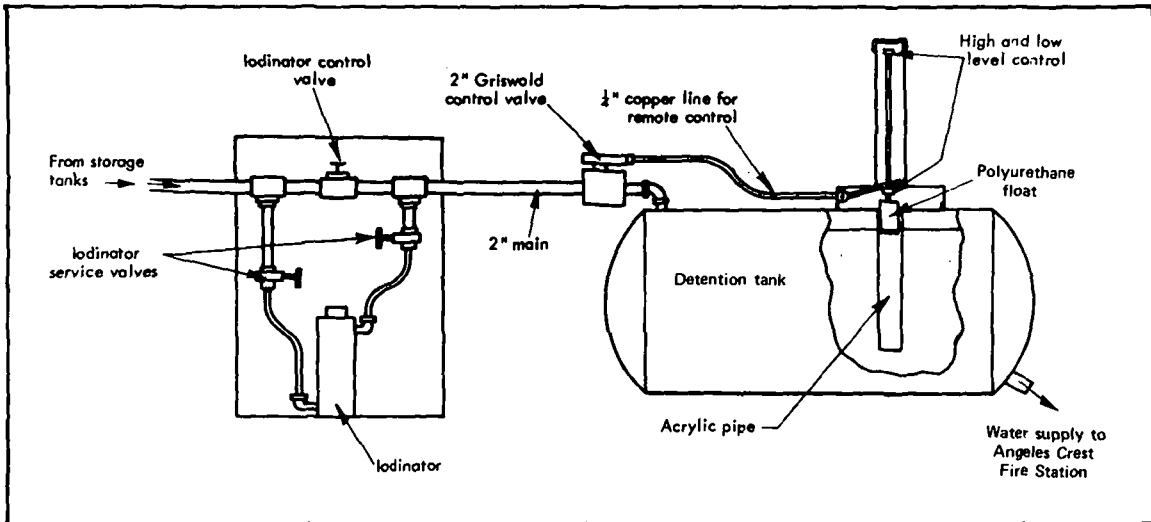 Iodinator control
valve
2" Griswold
control valve
¼" copper line for
remote control
High and low
level control
From storage
tanks
Polyurethane
float
2" main
Iodinator
service valves
Detention tank
Acrylic pipe
Iodinator
Water supply to
Angeles Crest
Fire Station